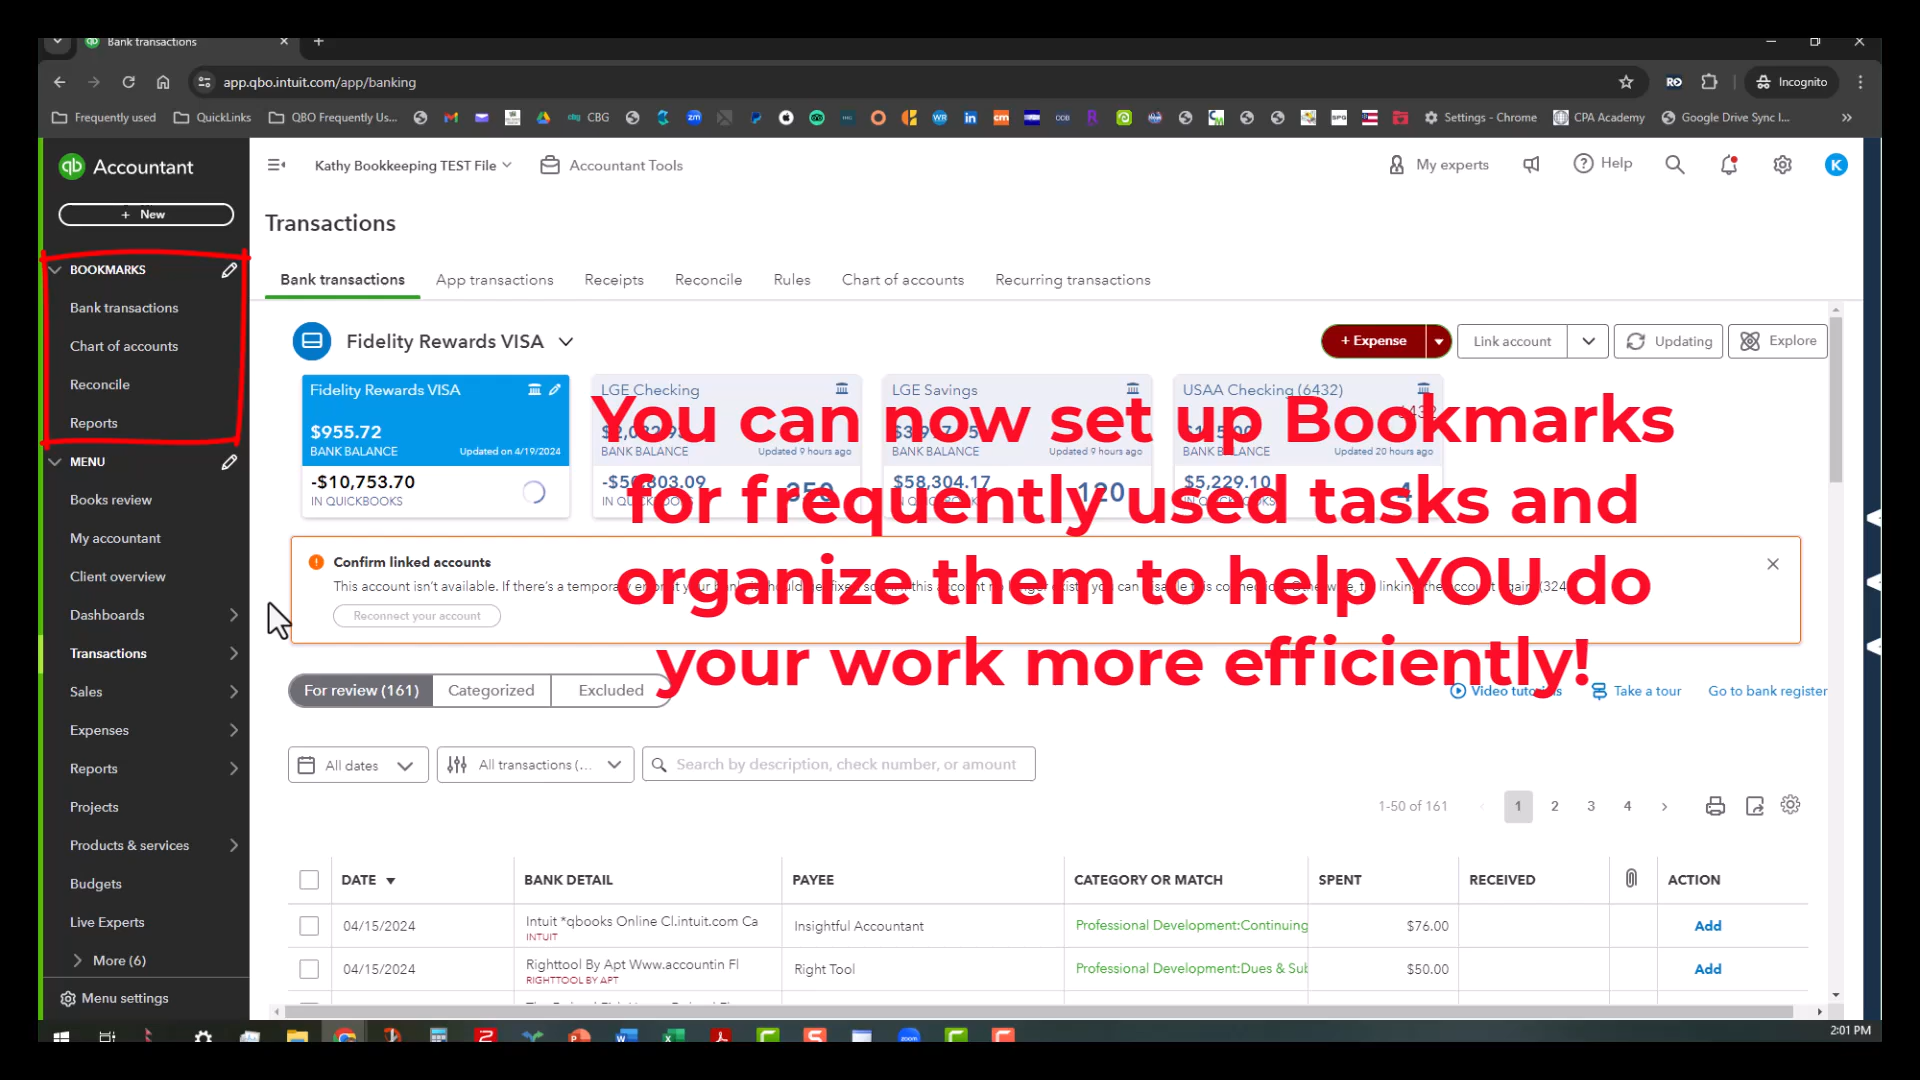 Bank transactions
app.qbo.intuit.com/app/banking
Incognito
Frequently used
QuickLinks
QBO Frequently Us...
CBG
Settings - Chrome
CPA Academy
Google Drive Sync I...
qb Accountant
Kathy Bookkeeping TEST File
Accountant Tools
My experts
Help
K
+ New
Transactions
BOOKMARKS
Bank transactions
Chart of accounts
Reconcile
Reports
MENU
Books review
My accountant
Client overview
Dashboards
Transactions
Sales
Expenses
Reports
Projects
Products & services
Budgets
Live Experts
More (6)
Menu settings
Bank transactions
App transactions
Receipts
Reconcile
Rules
Chart of accounts
Recurring transactions
Fidelity Rewards VISA
+ Expense
Link account
Updating
Explore
Fidelity Rewards VISA
$955.72
BANK BALANCE
Updated on 4/19/2024
-$10,753.70
IN QUICKBOOKS
LGE Checking
BANK BALANCE
Updated 9 hours ago
LGE Savings
BANK BALANCE
Updated 9 hours ago
$58,304.17
USAA Checking (6432)
BANK BALANCE
Updated 20 hours ago
$5,229.10
You can now set up Bookmarks
for frequently used tasks and
organize them to help YOU do
your work more efficiently!
Confirm linked accounts
This account isn't available. If there's a temporary
Reconnect your account
For review (161)
Categorized
Excluded
Take a tour
Go to bank register
All dates
All transactions (...
Search by description, check number, or amount
1-50 of 161
1
2
3
4
DATE
BANK DETAIL
PAYEE
CATEGORY OR MATCH
SPENT
RECEIVED
ACTION
04/15/2024
Intuit *qbooks Online Cl.intuit.com Ca
INTUIT
Insightful Accountant
Professional Development:Continuing
$76.00
Add
04/15/2024
Righttool By Apt Www.accountin Fl
RIGHTTOOL BY APT
Right Tool
Professional Development:Dues & Sub
$50.00
Add
2:01 PM